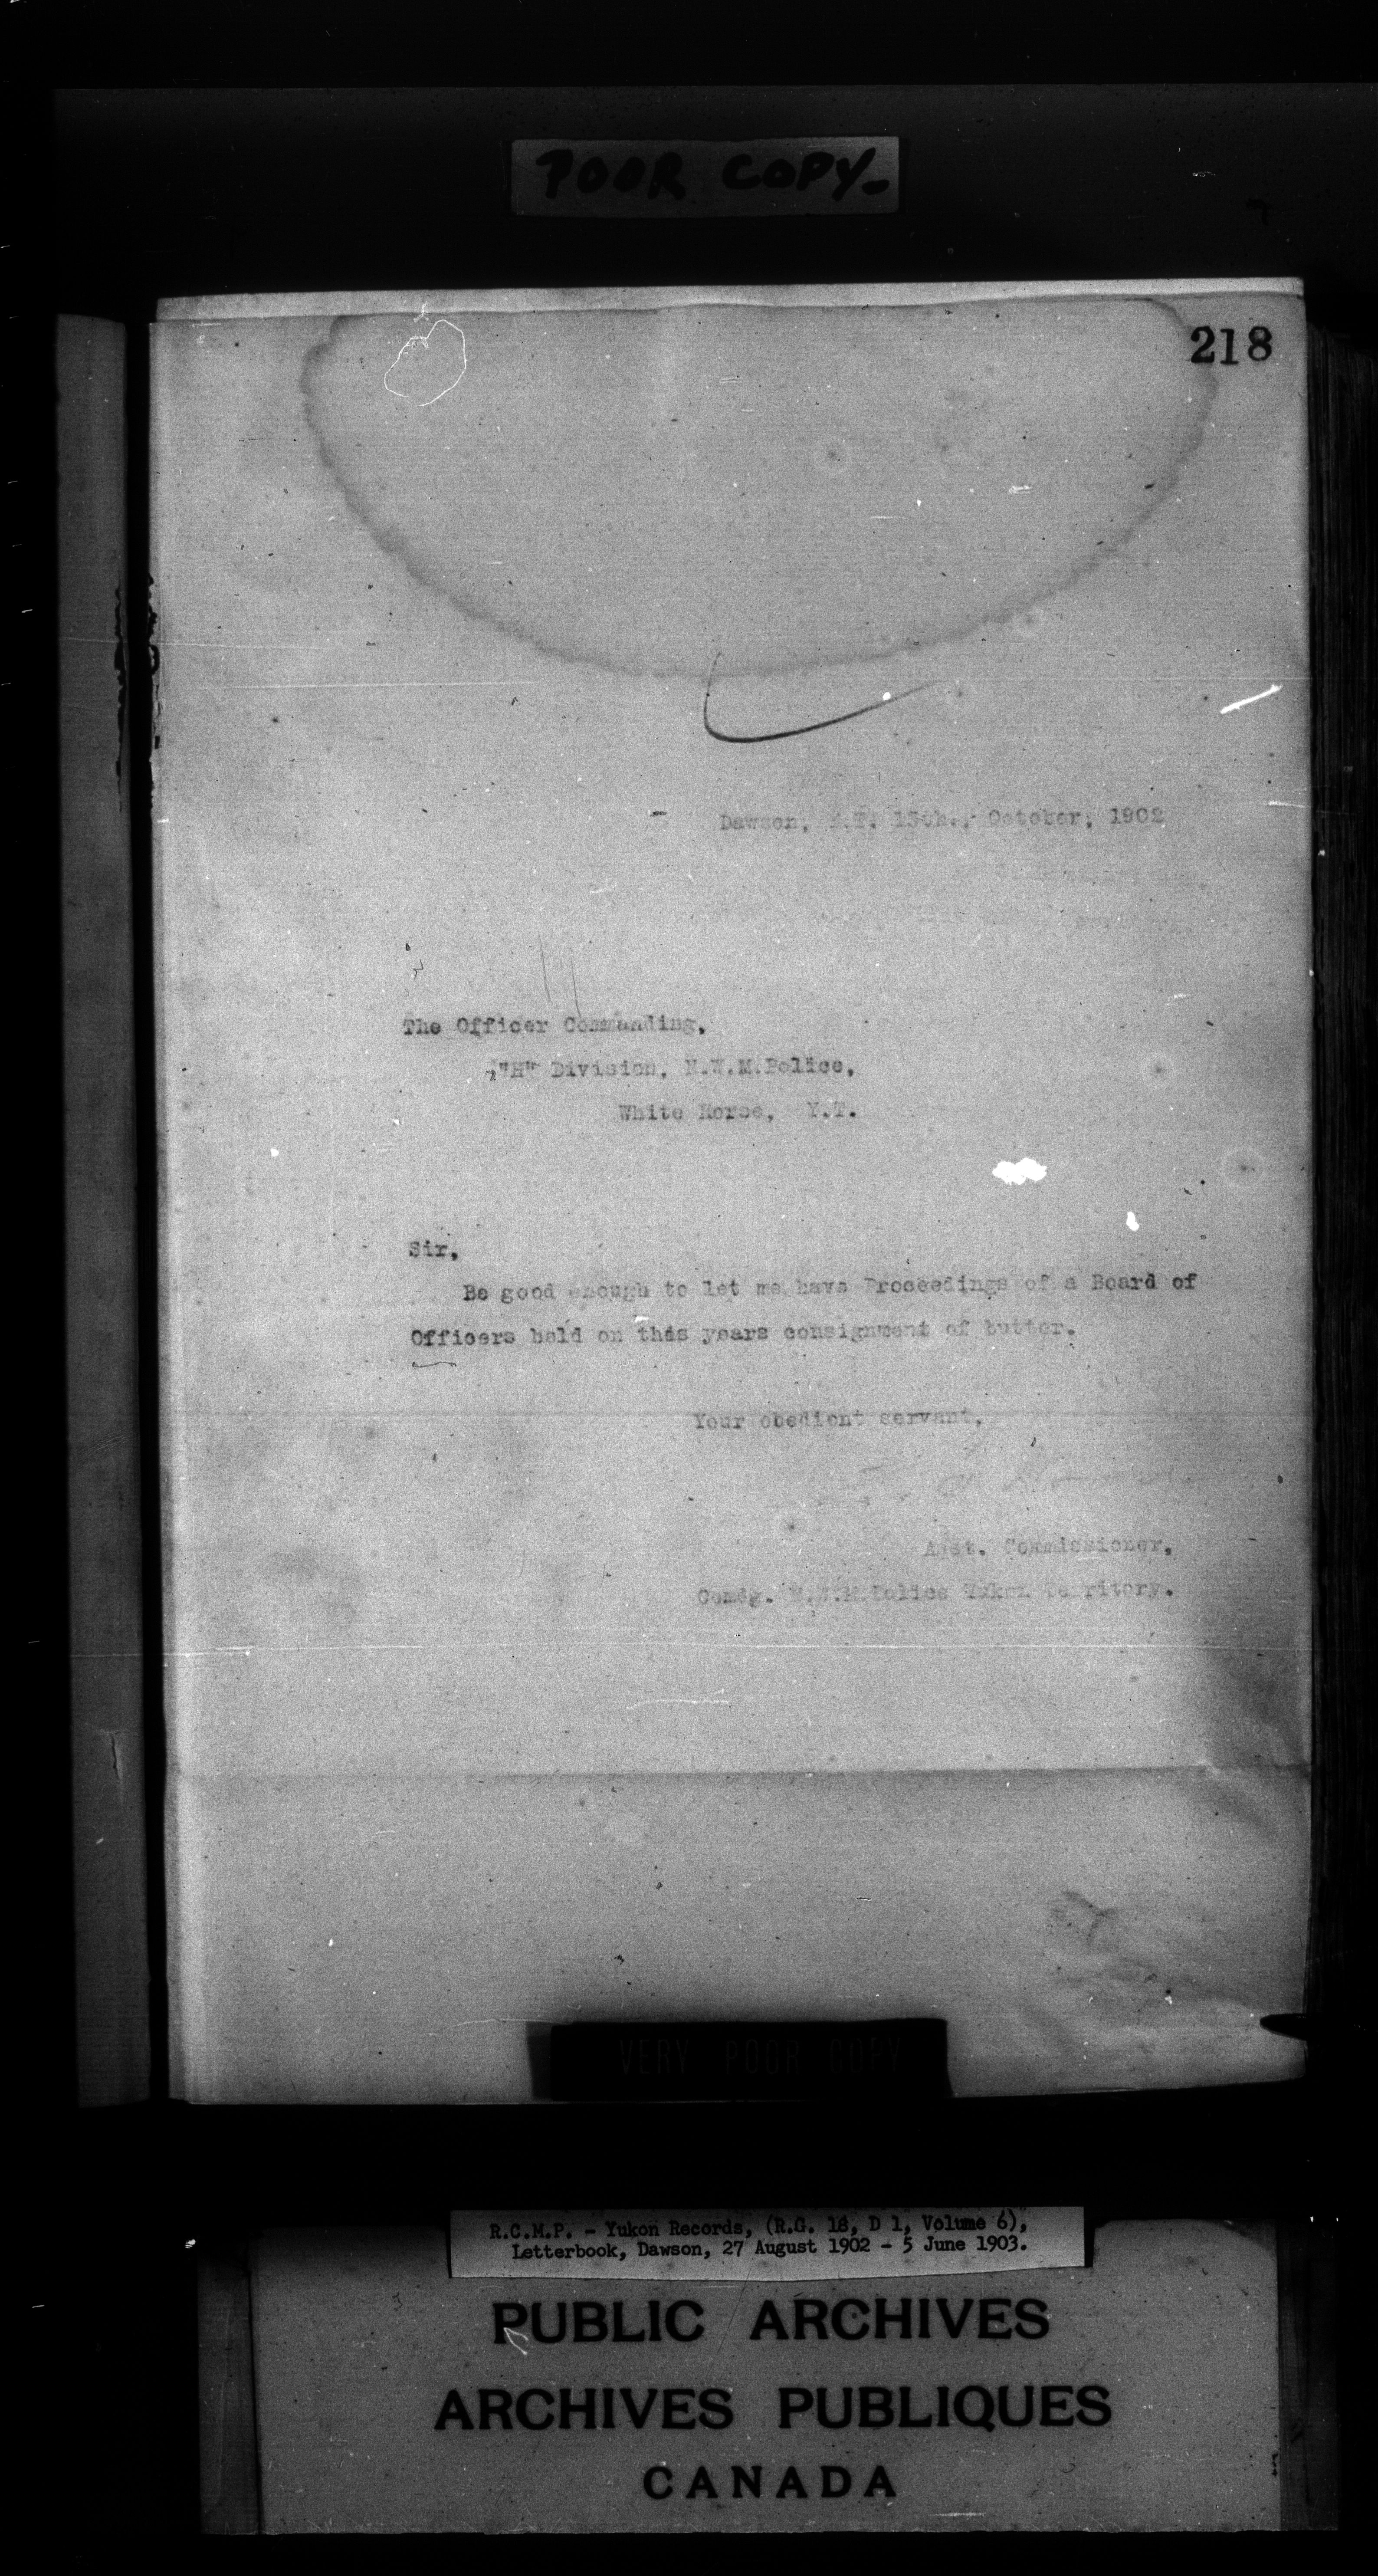 POOR COPY-
218
Dawson, Y.T. 15th., October, 1902
The Officer Commanding,
"H" Division, N.W.M.Police,
White Horse, Y.T.
Sir,
Be good enough to let me have Proceedings of a Board of
Officers held on this years consignment of butter.
Your obedient servant,
Asst. Commissioner,
Comdg. N.W.M.Police Yukon Territory.
VERY POOR COPY
R.C.M.P. - Yukon Records, (R.G. 18, D 1, Volume 6),
Letterbook, Dawson, 27 August 1902 - 5 June 1903.
PUBLIC ARCHIVES
ARCHIVES PUBLIQUES
CANADA